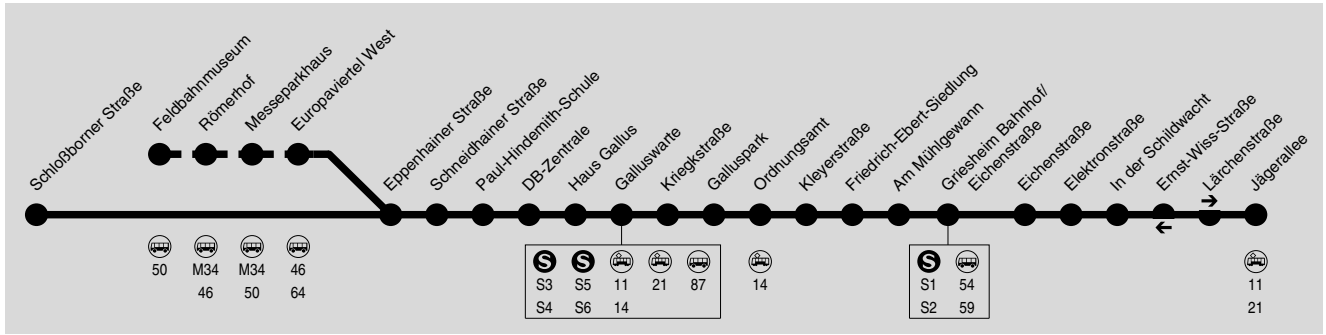 Schloßborner Straße
Feldbahnmuseum
Römerhof
Messeparkhaus
Europaviertel West
Eppenhainer Straße
Schneidhainer Straße
Paul-Hindemith-Schule
DB-Zentrale
Haus Gallus
Galluswarte
Kriegkstraße
Galluspark
Ordnungsamt
Kleyerstraße
Friedrich-Ebert-Siedlung
Am Mühlgewann
Griesheim Bahnhof/
Eichenstraße
Eichenstraße
Elektronstraße
In der Schildwacht
Ernst-Wiss-Straße
Lärchenstraße
Jägerallee
50 M34 M34 46
46 50 64
S S
S3 S5 11 21 87
S4 S6 14
14
S
S1 54
S2 59
11
21